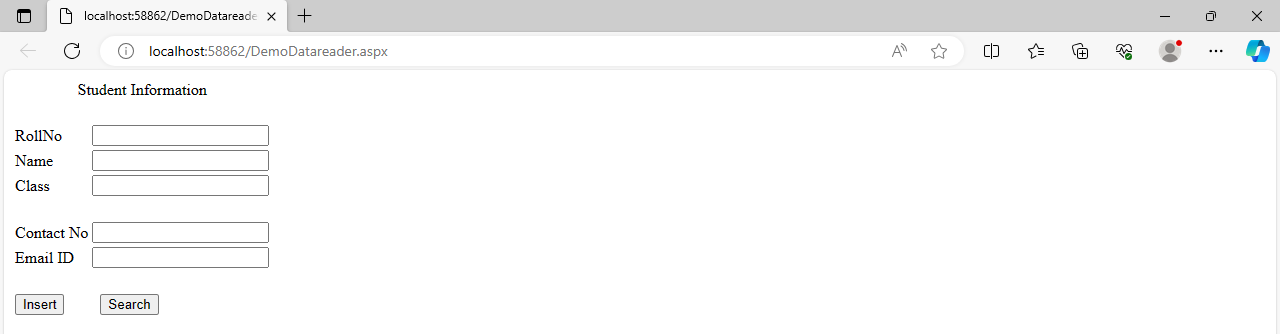 localhost:58862/DemoDatareade
localhost:58862/DemoDatareader.aspx
Student Information
RollNo
Name
Class
Contact No
Email ID
Insert Search